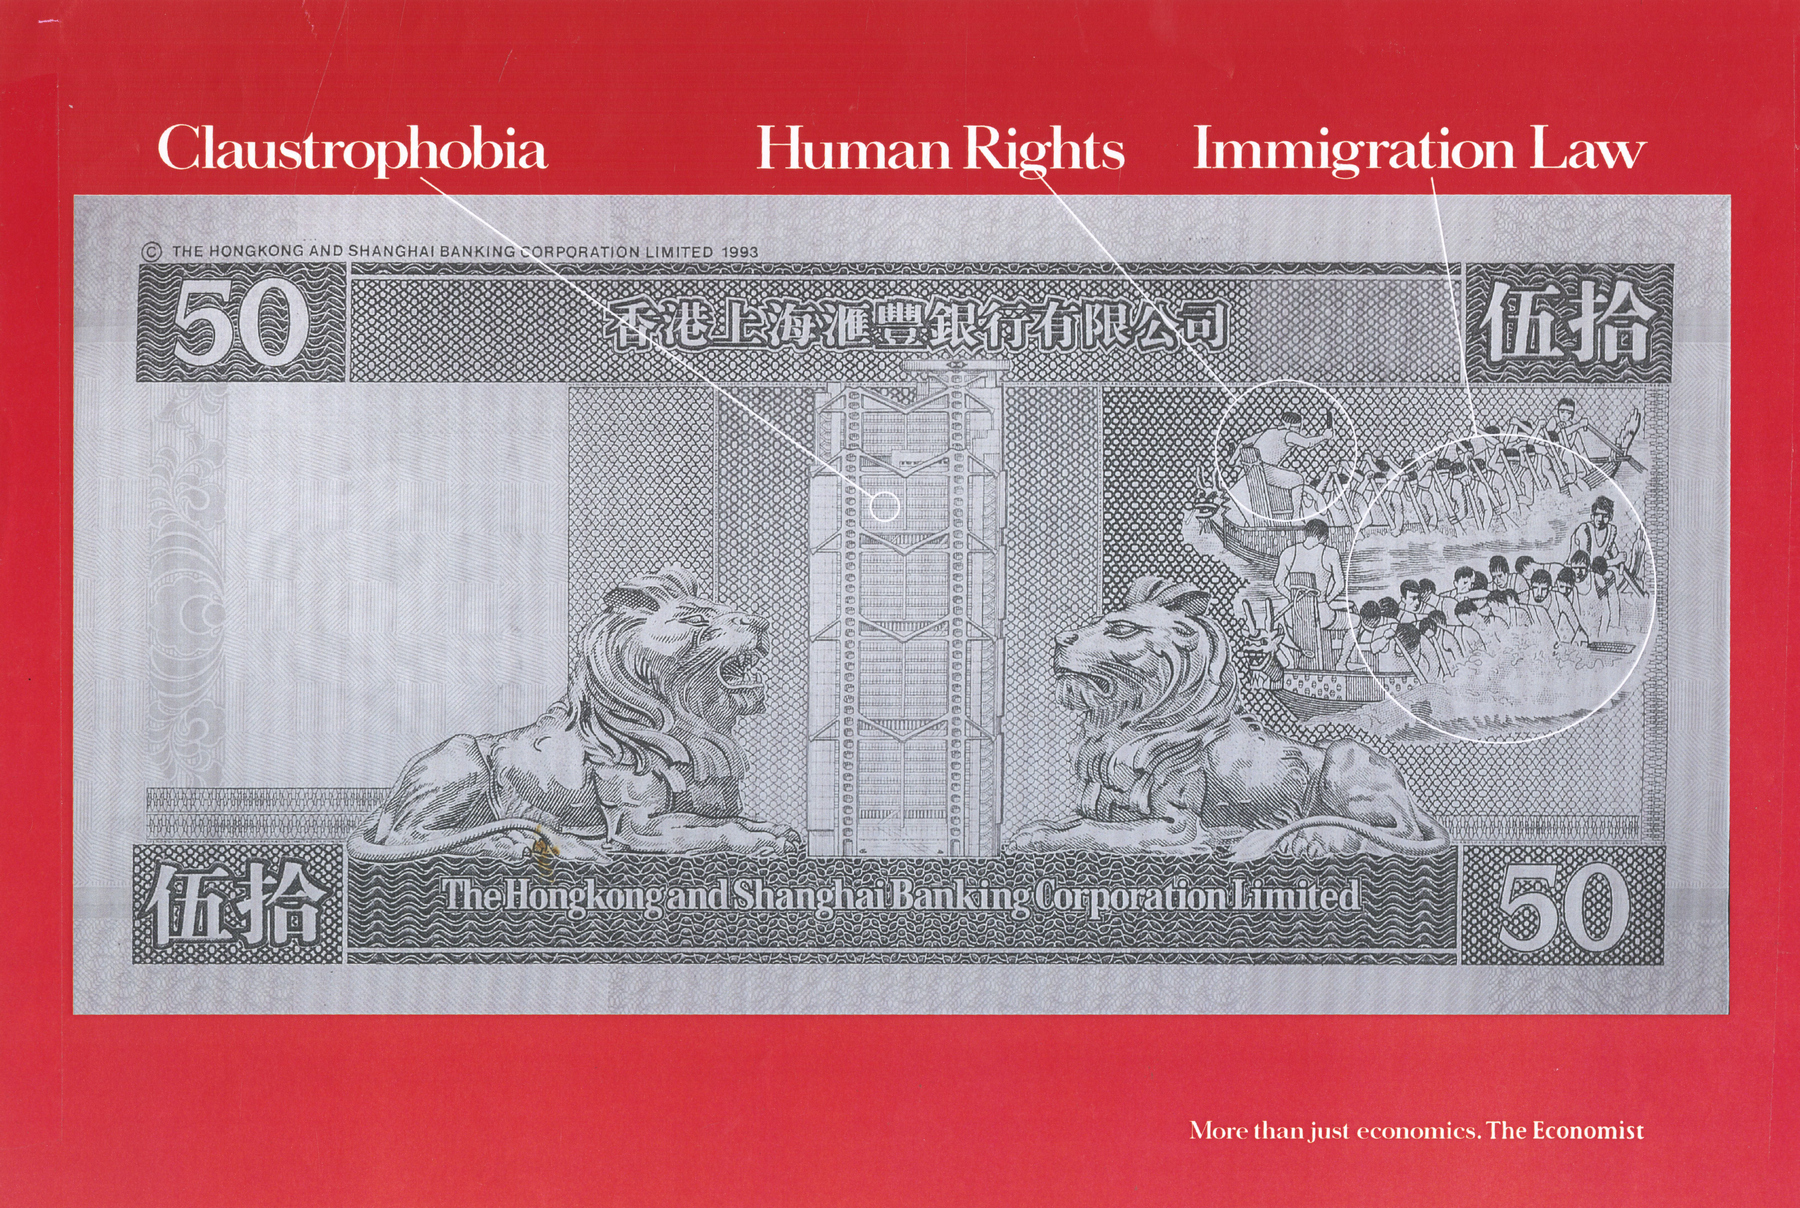 Claustrophobia
Human Rights
Immigration Law
© THE HONGKONG AND SHANGHAI BANKING CORPORATION LIMITED 1993
50
香港上海滙豐銀行有限公司
伍拾
伍拾
The Hongkong and Shanghai Banking Corporation Limited
50
More than just economics. The Economist